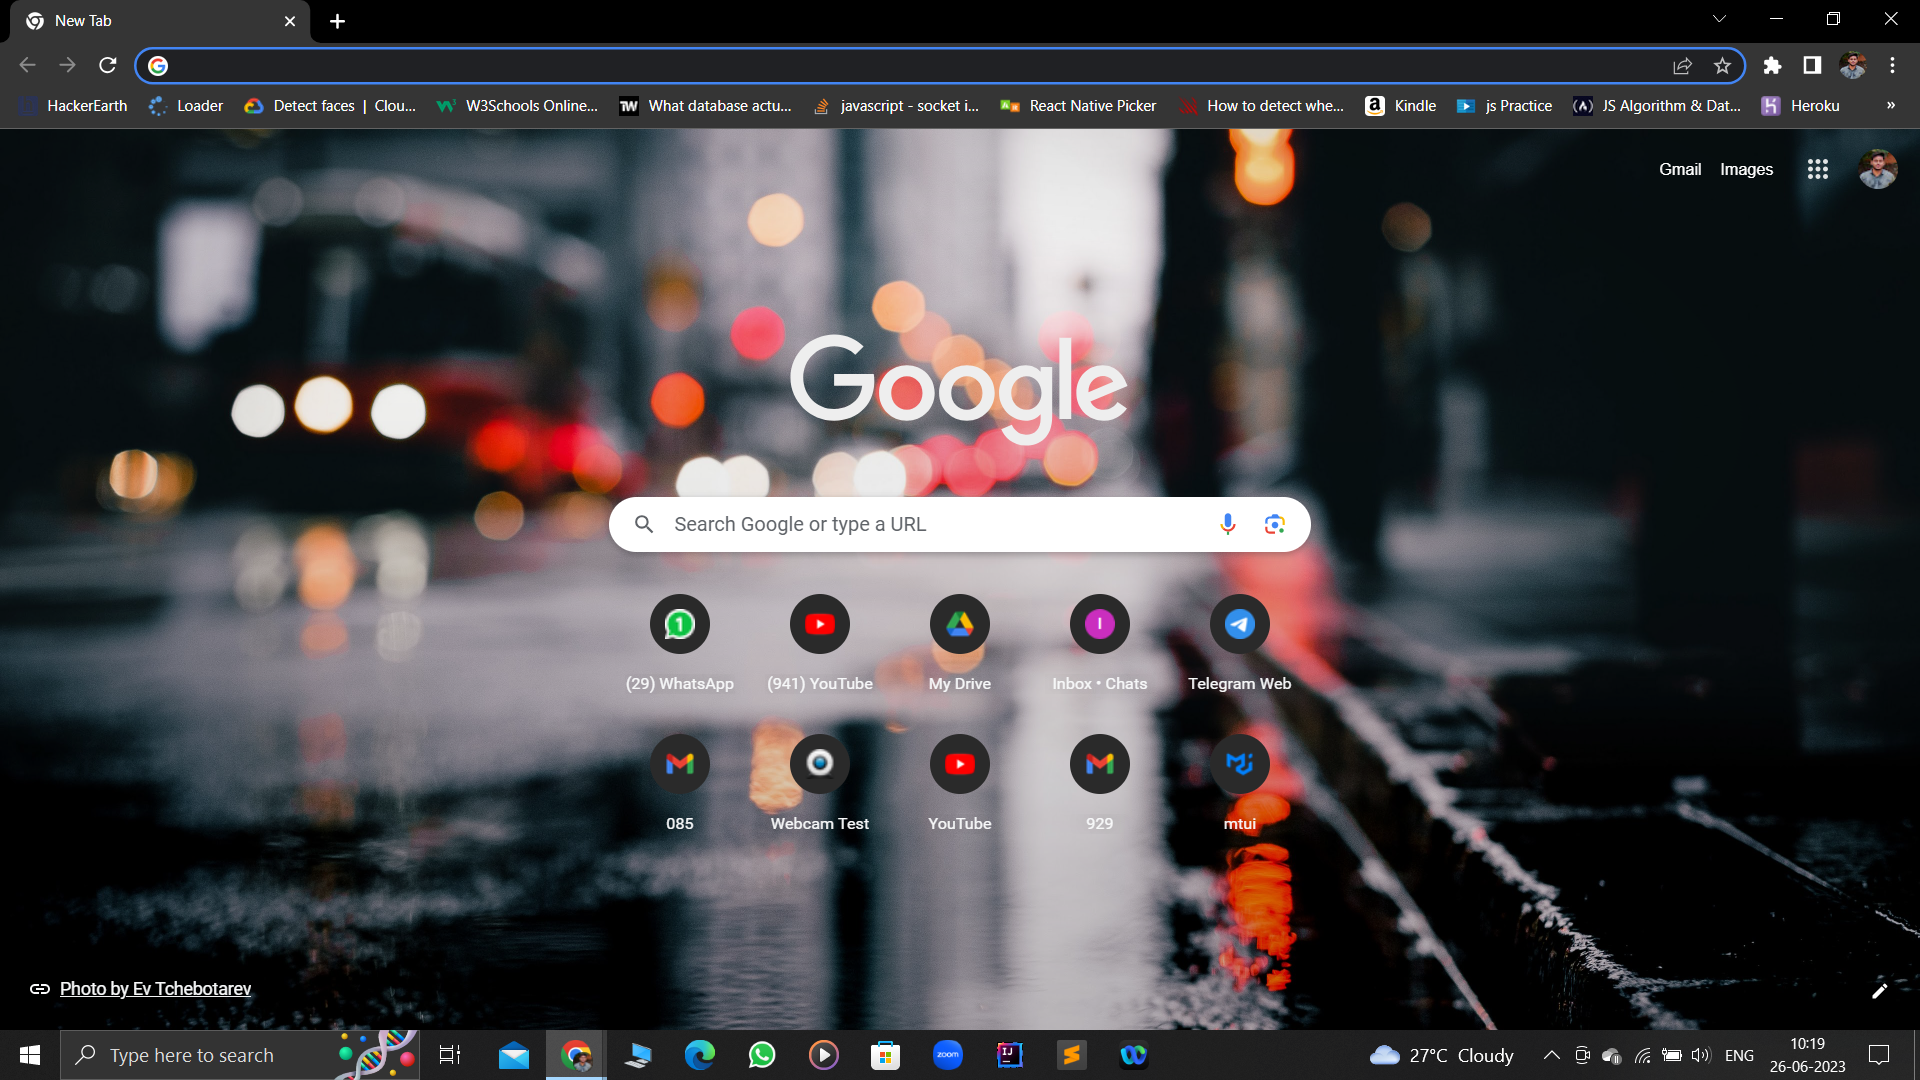 New Tab
HackerEarth
Loader
Detect faces | Clou...
W3Schools Online...
TW What database actu...
javascript - socket i...
React Native Picker
How to detect whe...
a Kindle
js Practice
JS Algorithm & Dat...
Heroku
»
Gmail Images
Google
Search Google or type a URL
(29) WhatsApp
(941) YouTube
My Drive
Inbox • Chats
Telegram Web
085
Webcam Test
YouTube
929
mtui
Photo by Ev Tchebotarev
Type here to search
zoom
IJ
27°C Cloudy
ENG
10:19
26-06-2023